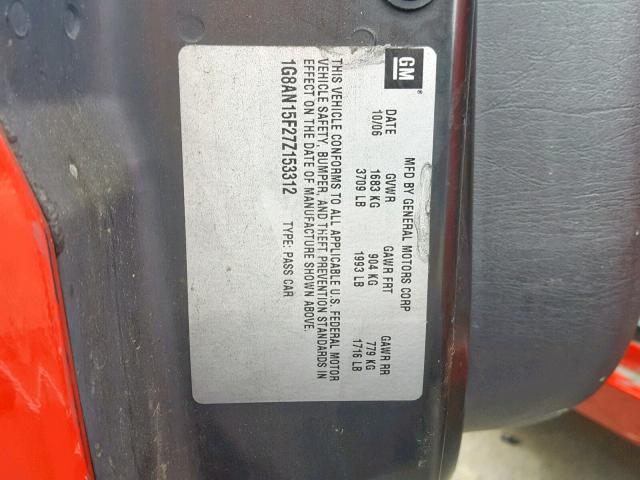 GM®
MFD BY GENERAL MOTORS CORP
DATE GVWR GAWR FRT GAWR RR
10/06 1683 KG 904 KG 779 KG
3709 LB 1993 LB 1716 LB
THIS VEHICLE CONFORMS TO ALL APPLICABLE U.S. FEDERAL MOTOR
VEHICLE SAFETY, BUMPER, AND THEFT PREVENTION STANDARDS IN
EFFECT ON THE DATE OF MANUFACTURE SHOWN ABOVE.
1G8AN15F27Z153312 TYPE: PASS CAR